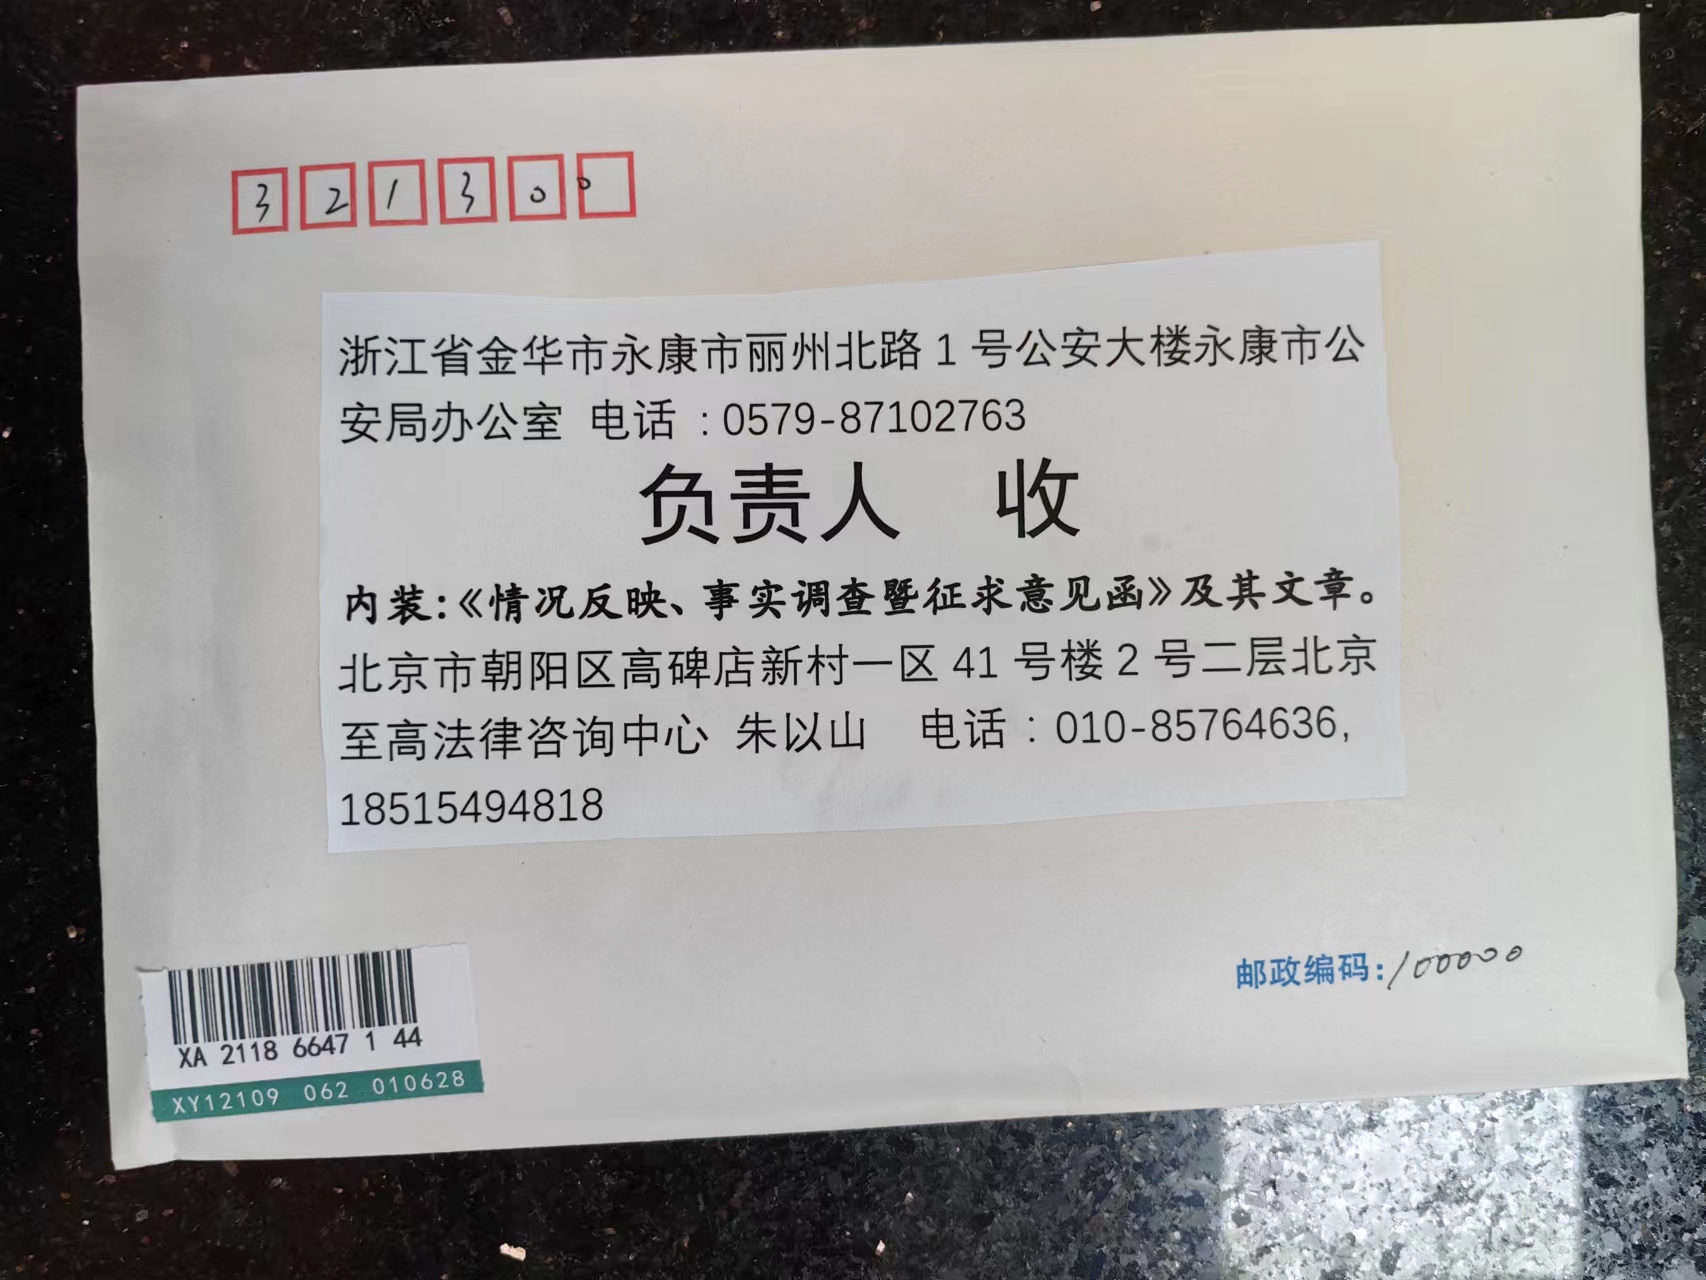 321300
浙江省金华市永康市丽州北路 1 号公安大楼永康市公
安局办公室 电话 : 0579-87102763
负责人 收
内装:《情况反映、事实调查暨征求意见函》及其文章。
北京市朝阳区高碑店新村一区 41 号楼 2 号二层北京
至高法律咨询中心 朱以山 电话: 010-85764636,
18515494818
邮政编码:100000
XA 2118 6647 1 44
XY12109 062 010628